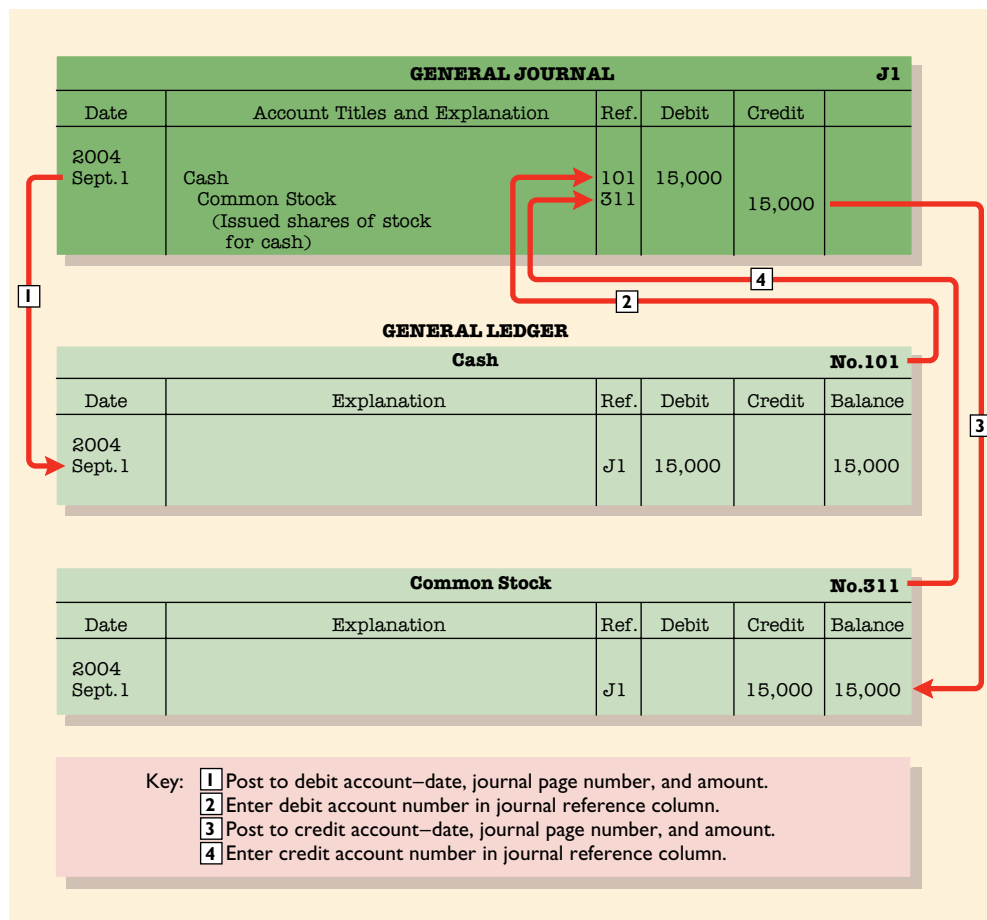 GENERAL JOURNAL J1
Date Account Titles and Explanation Ref. Debit Credit
2004
Sept. 1 Cash 101 15,000
Common Stock 311 15,000
(Issued shares of stock
for cash)
1
4
2
GENERAL LEDGER
Cash No.101
Date Explanation Ref. Debit Credit Balance
3
2004
Sept. 1 J1 15,000 15,000
Common Stock No.311
Date Explanation Ref. Debit Credit Balance
2004
Sept. 1 J1 15,000 15,000
Key: 1 Post to debit account–date, journal page number, and amount.
2 Enter debit account number in journal reference column.
3 Post to credit account–date, journal page number, and amount.
4 Enter credit account number in journal reference column.